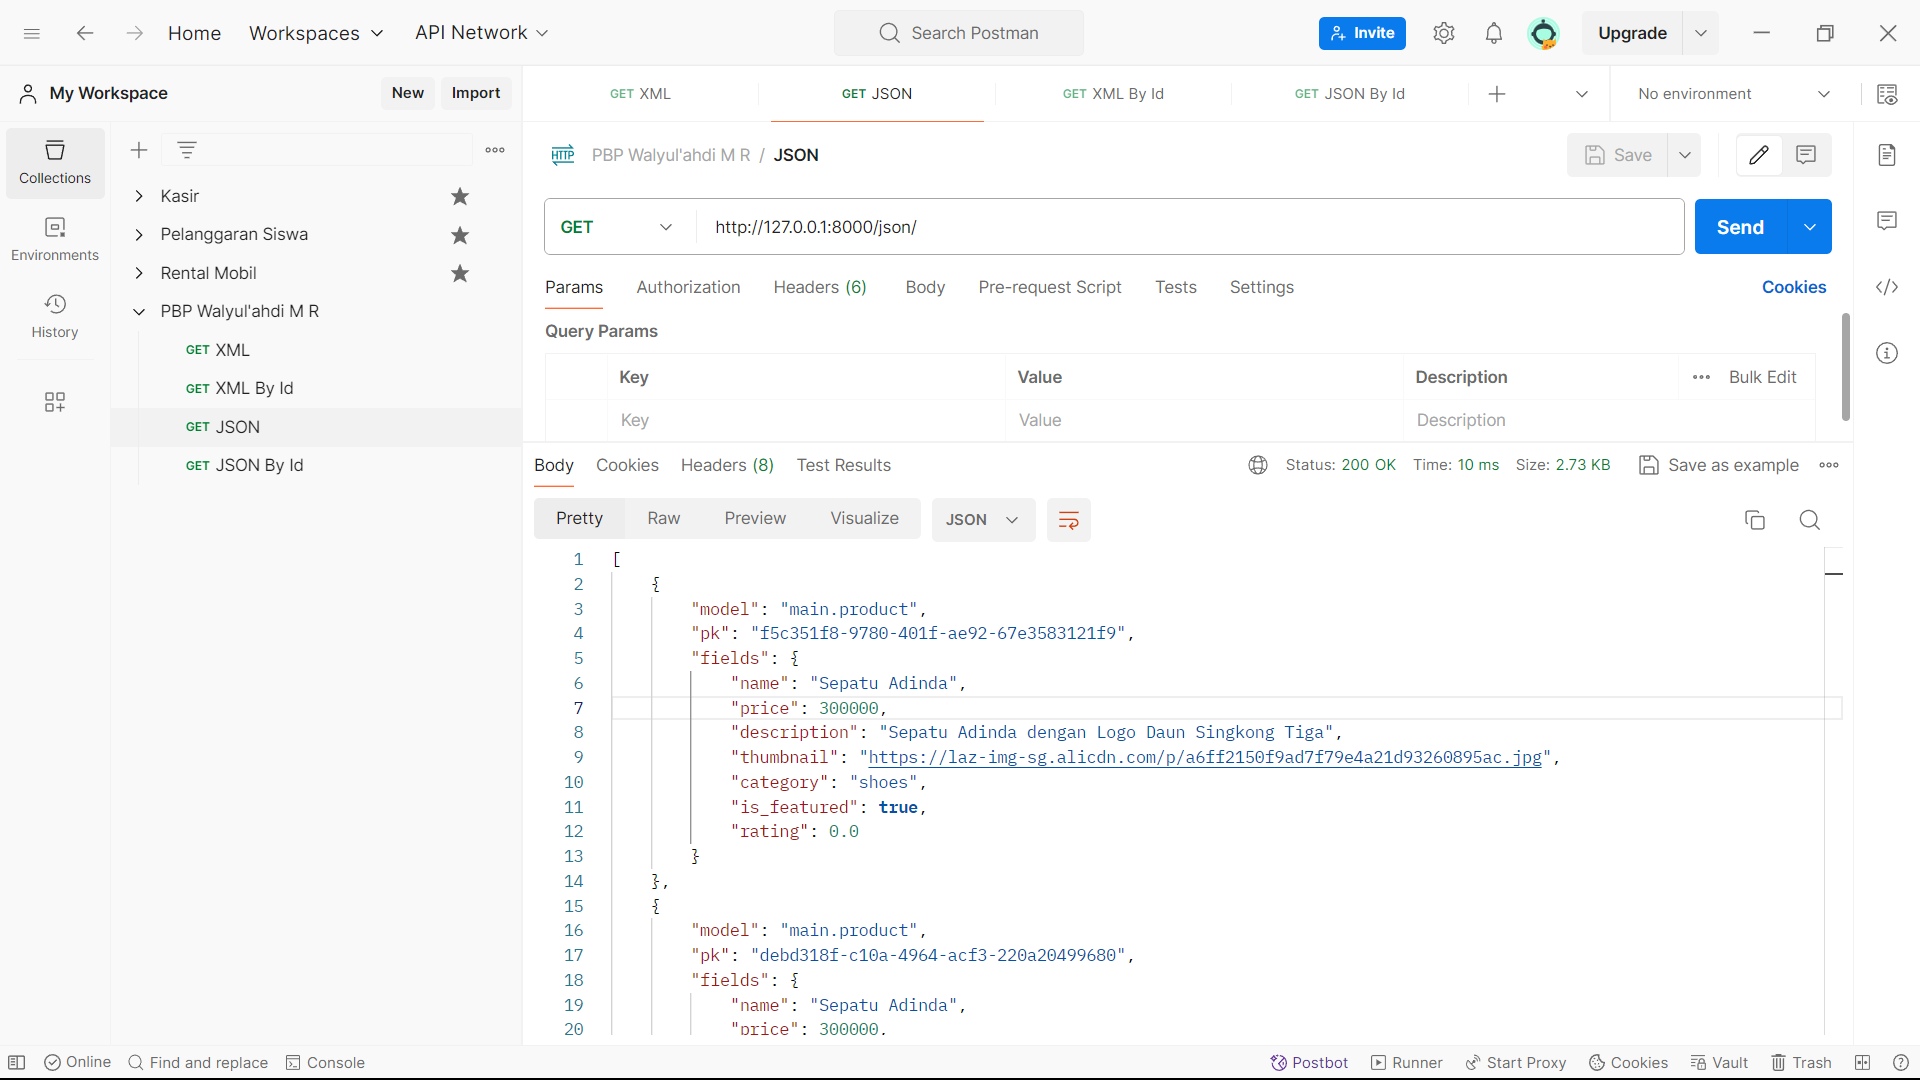 Home Workspaces API Network Search Postman Invite Upgrade
My Workspace New Import GET XML GET JSON GET XML By Id GET JSON By Id No environment
Collections
Environments
History
Kasir
Pelanggaran Siswa
Rental Mobil
PBP Walyul'ahdi M R
GET XML
GET XML By Id
GET JSON
GET JSON By Id
HTTP PBP Walyul'ahdi M R / JSON Save
GET http://127.0.0.1:8000/json/ Send
Params Authorization Headers (6) Body Pre-request Script Tests Settings Cookies
Query Params
Key Value Description Bulk Edit
Key Value Description
Body Cookies Headers (8) Test Results Status: 200 OK Time: 10 ms Size: 2.73 KB Save as example
Pretty Raw Preview Visualize JSON
1 [
2 {
3 "model": "main.product",
4 "pk": "f5c351f8-9780-401f-ae92-67e3583121f9",
5 "fields": {
6 "name": "Sepatu Adinda",
7 "price": 300000,
8 "description": "Sepatu Adinda dengan Logo Daun Singkong Tiga",
9 "thumbnail": "https://laz-img-sg.alicdn.com/p/a6ff2150f9ad7f79e4a21d93260895ac.jpg",
10 "category": "shoes",
11 "is_featured": true,
12 "rating": 0.0
13 }
14 },
15 {
16 "model": "main.product",
17 "pk": "debd318f-c10a-4964-acf3-220a20499680",
18 "fields": {
19 "name": "Sepatu Adinda",
20 "price": 300000,
Online Find and replace Console Postbot Runner Start Proxy Cookies Vault Trash